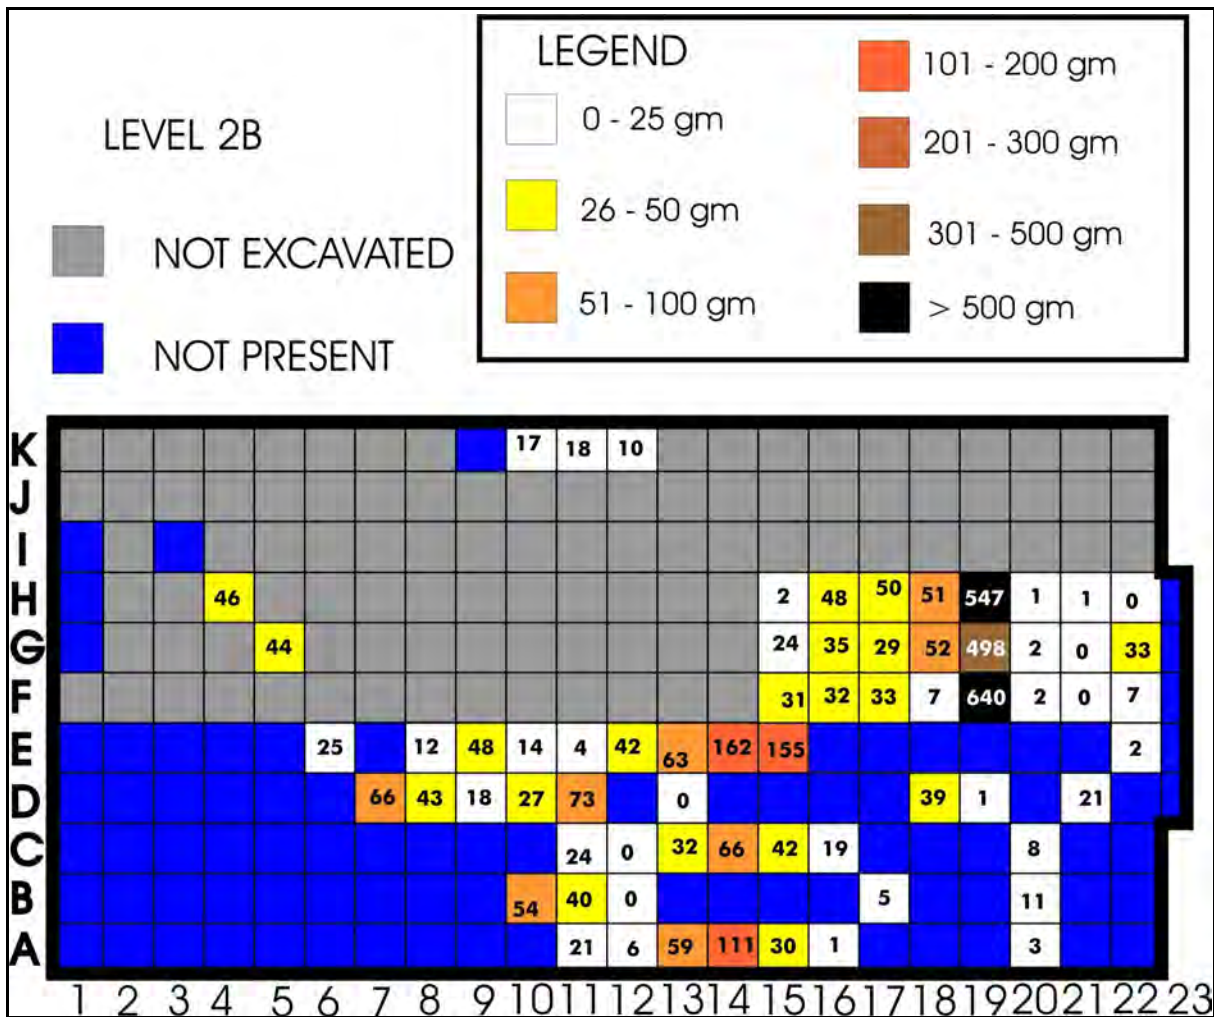 LEGEND
LEVEL 2B
NOT EXCAVATED
NOT PRESENT
0 - 25 gm
26 - 50 gm
51 - 100 gm
101 - 200 gm
201 - 300 gm
301 - 500 gm
> 500 gm
K 17 18 10
J
I
H 46 2 48 50 51 547 1 1 0
G 44 24 35 29 52 498 2 0 33
F 31 32 33 7 640 2 0 7
E 25 12 48 14 4 42 63 162 155 2
D 66 43 18 27 73 0 39 1 21
C 24 0 32 66 42 19 8
B 54 40 0 5 11
A 21 6 59 111 30 1 3
1 2 3 4 5 6 7 8 9 10 11 12 13 14 15 16 17 18 19 20 21 22 23